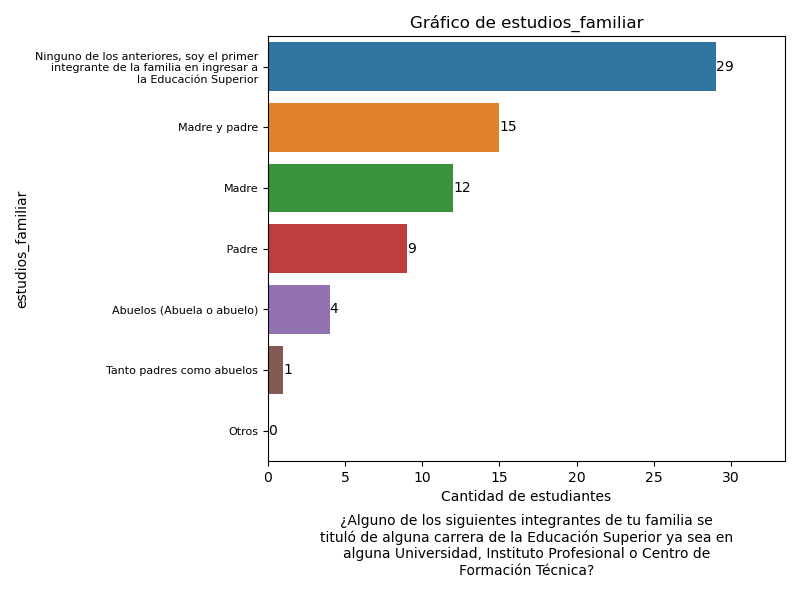 Gráfico de estudios_familiar
estudios_familiar
Ninguno de los anteriores, soy el primer
integrante de la familia en ingresar a
la Educación Superior
29
Madre y padre
15
Madre
12
Padre
9
Abuelos (Abuela o abuelo)
4
Tanto padres como abuelos
1
Otros
0
0 5 10 15 20 25 30
Cantidad de estudiantes
¿Alguno de los siguientes integrantes de tu familia se
tituló de alguna carrera de la Educación Superior ya sea en
alguna Universidad, Instituto Profesional o Centro de
Formación Técnica?